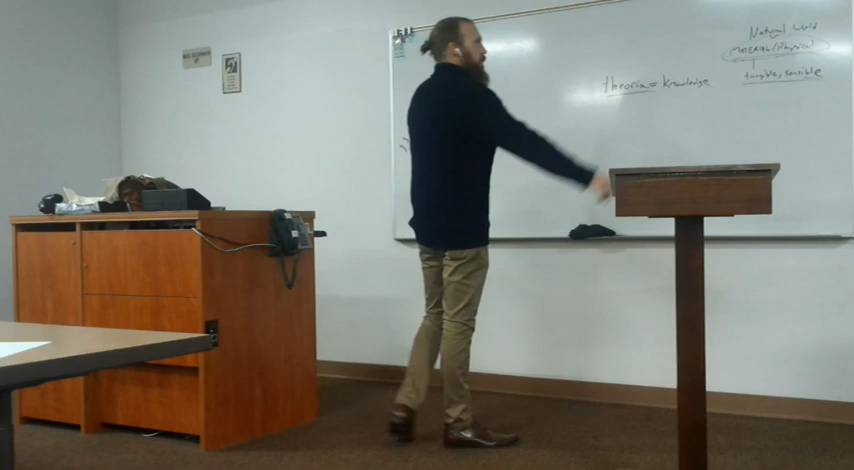 Natural World
MATERIAL/Physical
tangible, sensible
theoria = Knowledge